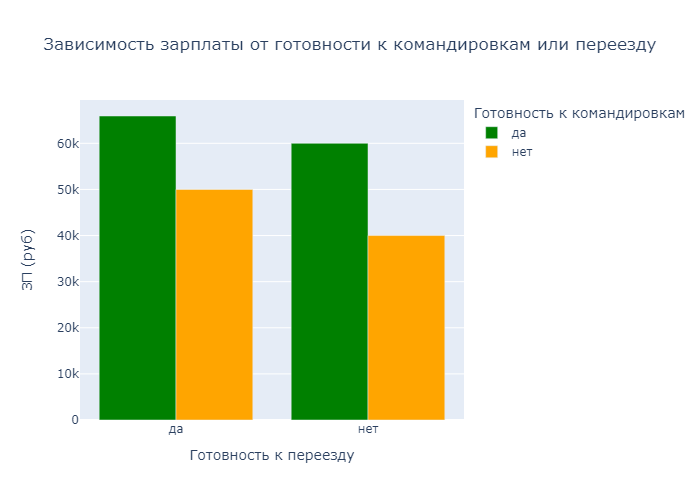 Зависимость зарплаты от готовности к командировкам или переезду
Готовность к командировкам
да
нет
60k
50k
40k
30k
20k
10k
0
ЗП (руб)
да
нет
Готовность к переезду